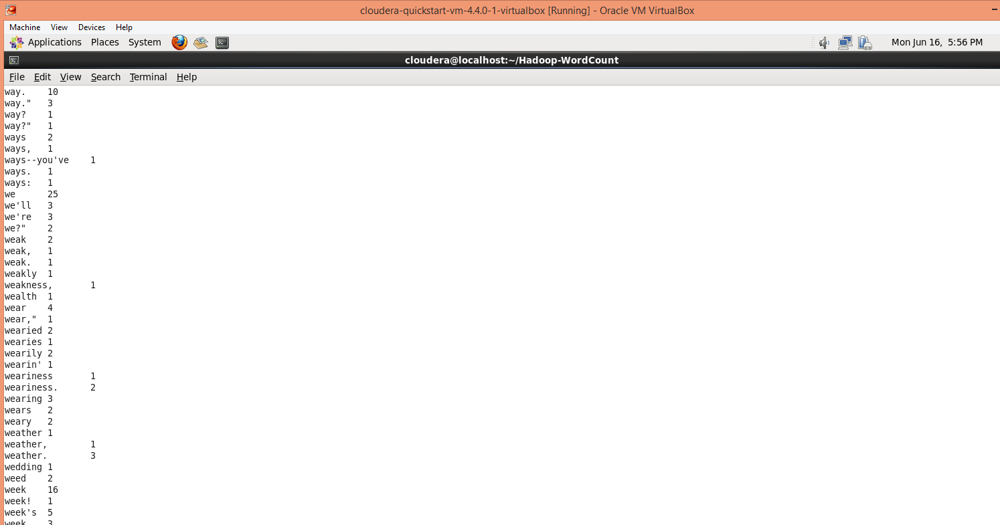 cloudera-quickstart-vm-4.4.0-1-virtualbox [Running] - Oracle VM VirtualBox
Machine View Devices Help
Applications Places System Mon Jun 16, 5:56 PM
cloudera@localhost:~/Hadoop-WordCount
File Edit View Search Terminal Help
way. 10
way." 3
way? 1
way?" 1
ways 2
ways, 1
ways--you've 1
ways. 1
ways: 1
we 25
we'll 3
we're 3
we?" 2
weak 2
weak, 1
weak. 1
weakly 1
weakness, 1
wealth 1
wear 4
wear," 1
wearied 2
wearies 1
wearily 2
wearin' 1
weariness 1
weariness. 2
wearing 3
wears 2
weary 2
weather 1
weather, 1
weather. 3
wedding 1
weed 2
week 16
week! 1
week's 5